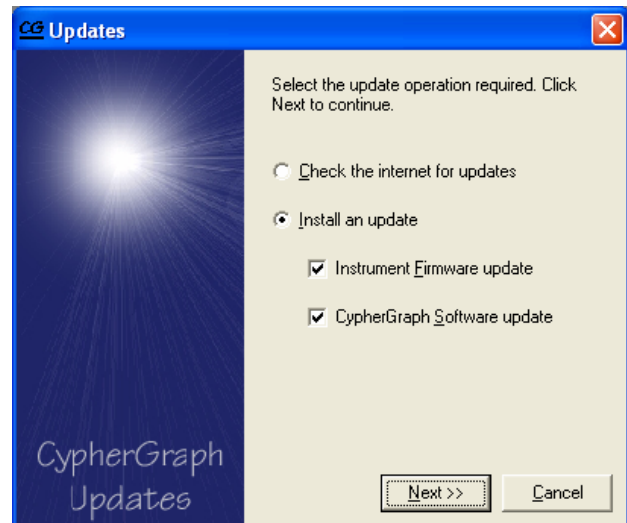 CG Updates
Select the update operation required. Click
Next to continue.
Check the internet for updates
Install an update
Instrument Firmware update
CypherGraph Software update
CypherGraph
Updates
Next >>
Cancel